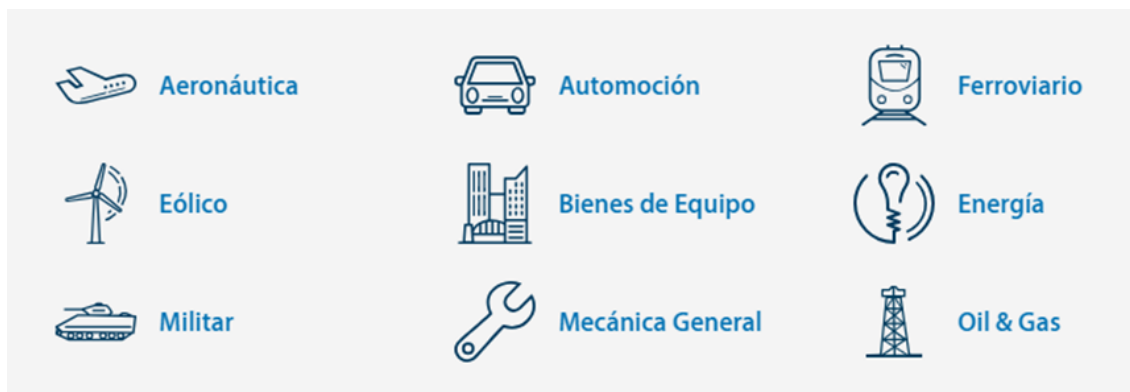 Aeronáutica
Automoción
Ferroviario
Eólico
Bienes de Equipo
Energía
Militar
Mecánica General
Oil & Gas